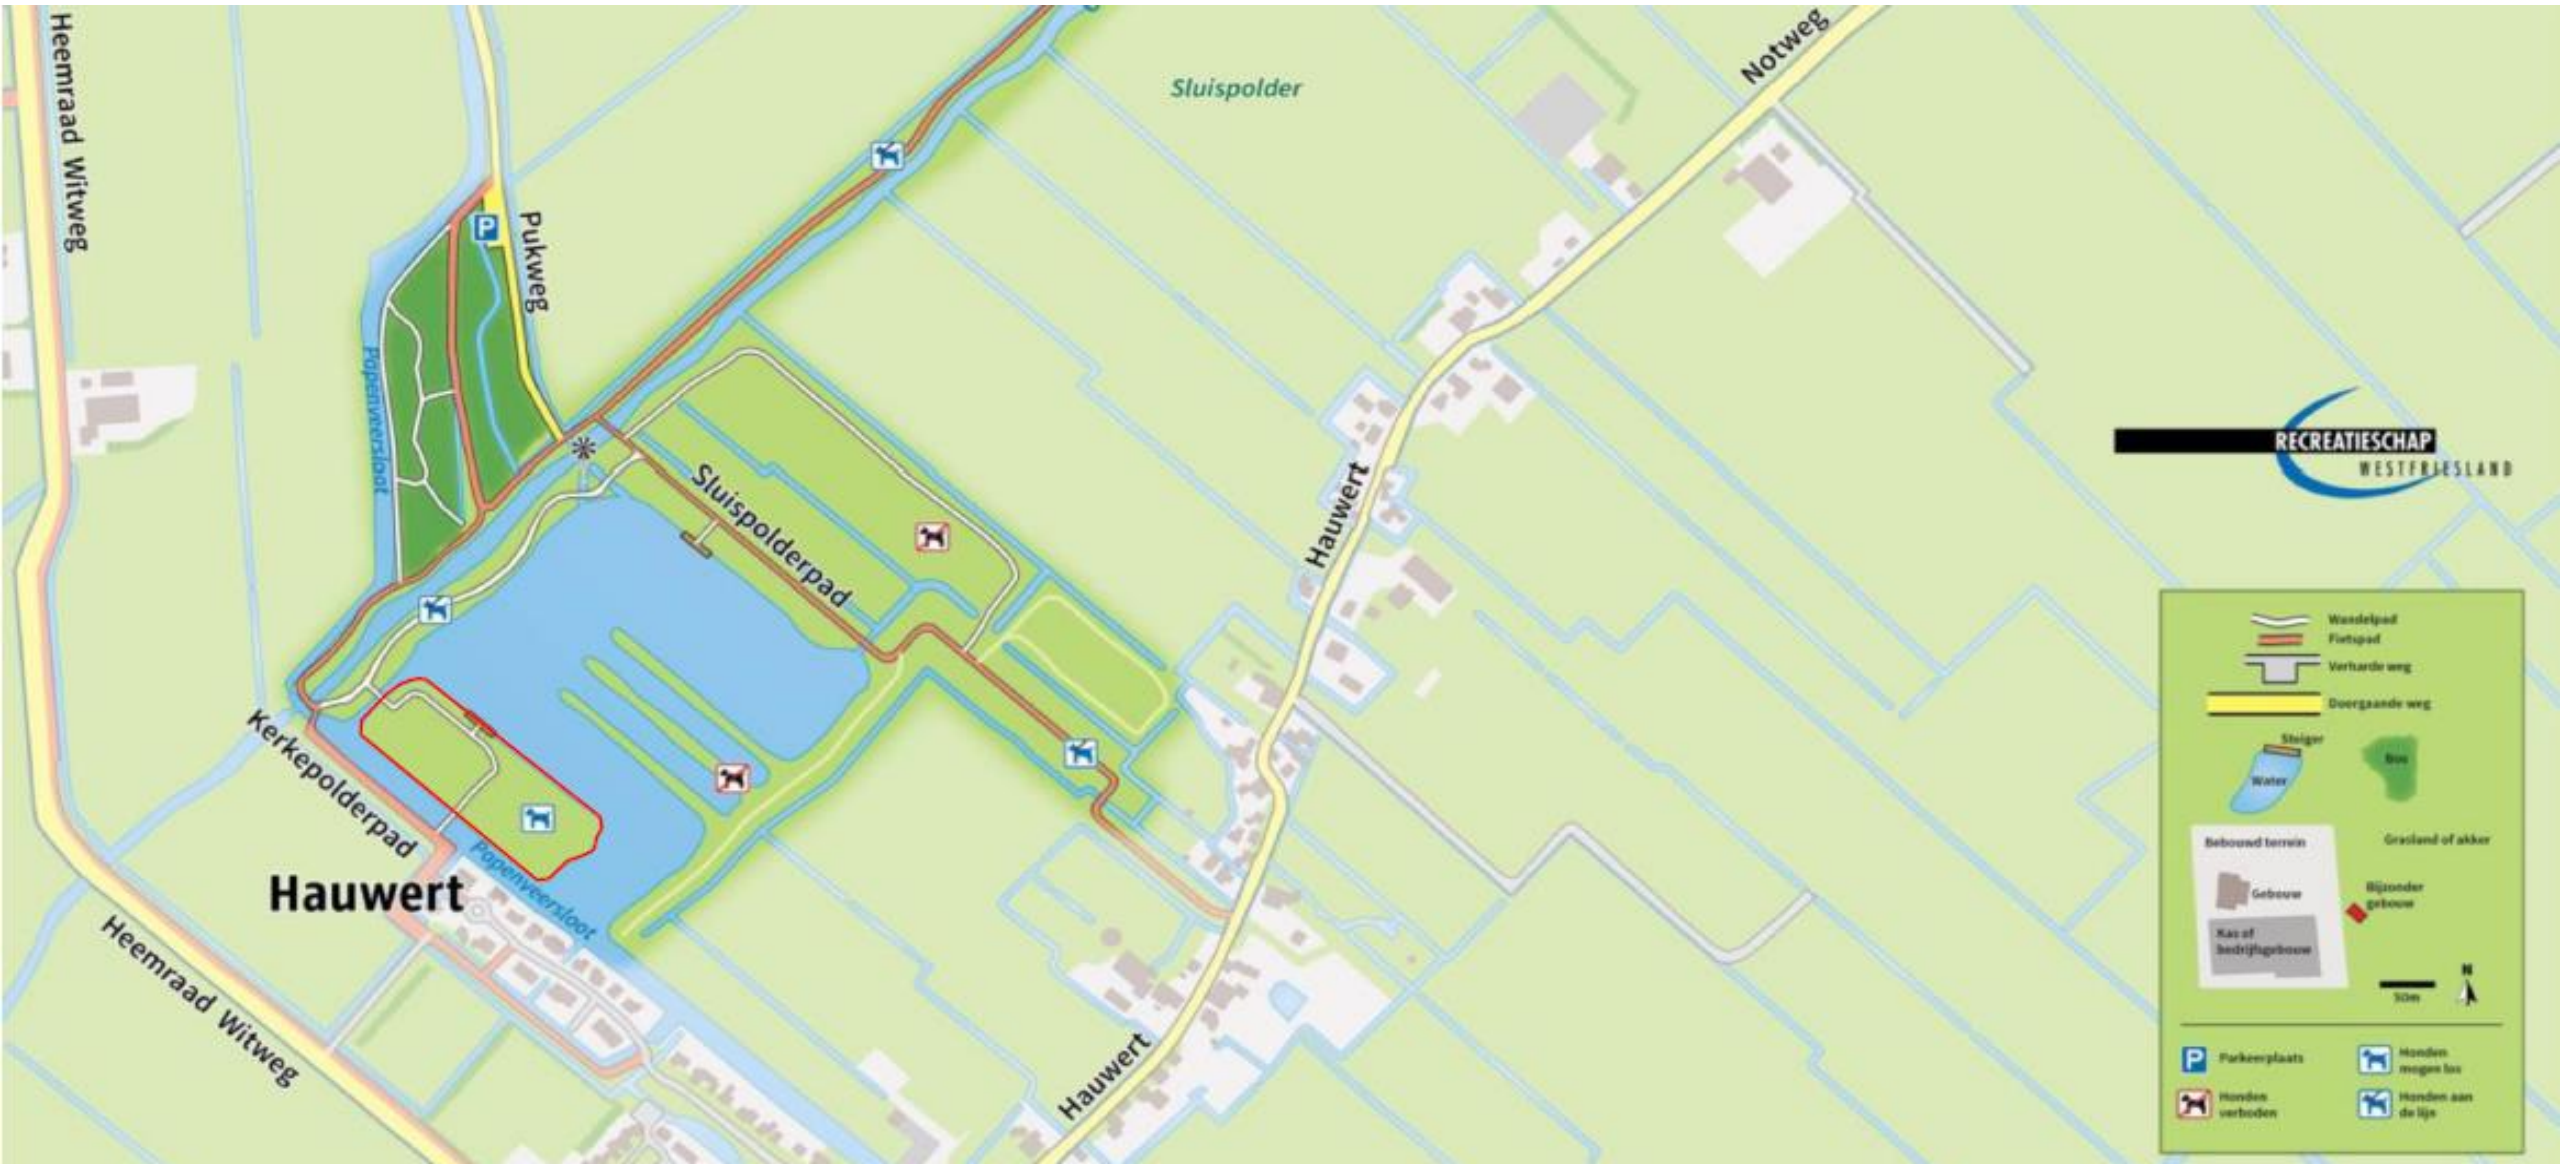 Heemraad Witweg
Sluispolder
Notweg
P
Pukweg
Popenveersloot
Sluispolderpad
Hauwert
RECREATIESCHAP
WESTFRIESLAND
Kerkepolderpad
Hauwert
Popenveersloot
Heemraad Witweg
Hauwert
Wandelpad
Fietspad
Verharde weg
Doorgaande weg
Steiger
Bos
Water
Bebouwd terrein
Grasland of akker
Gebouw
Bijzonder
gebouw
Kas of
bedrijfsgebouw
N
50m
P
Parkeerplaats
Honden
mogen los
Honden
verboden
Honden aan
de lijn